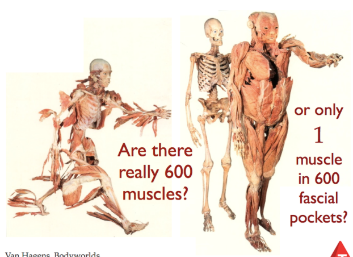 Are there
really 600
muscles?
or only
1
muscle
in 600
fascial
pockets?
Van Hagens, Bodyworlds